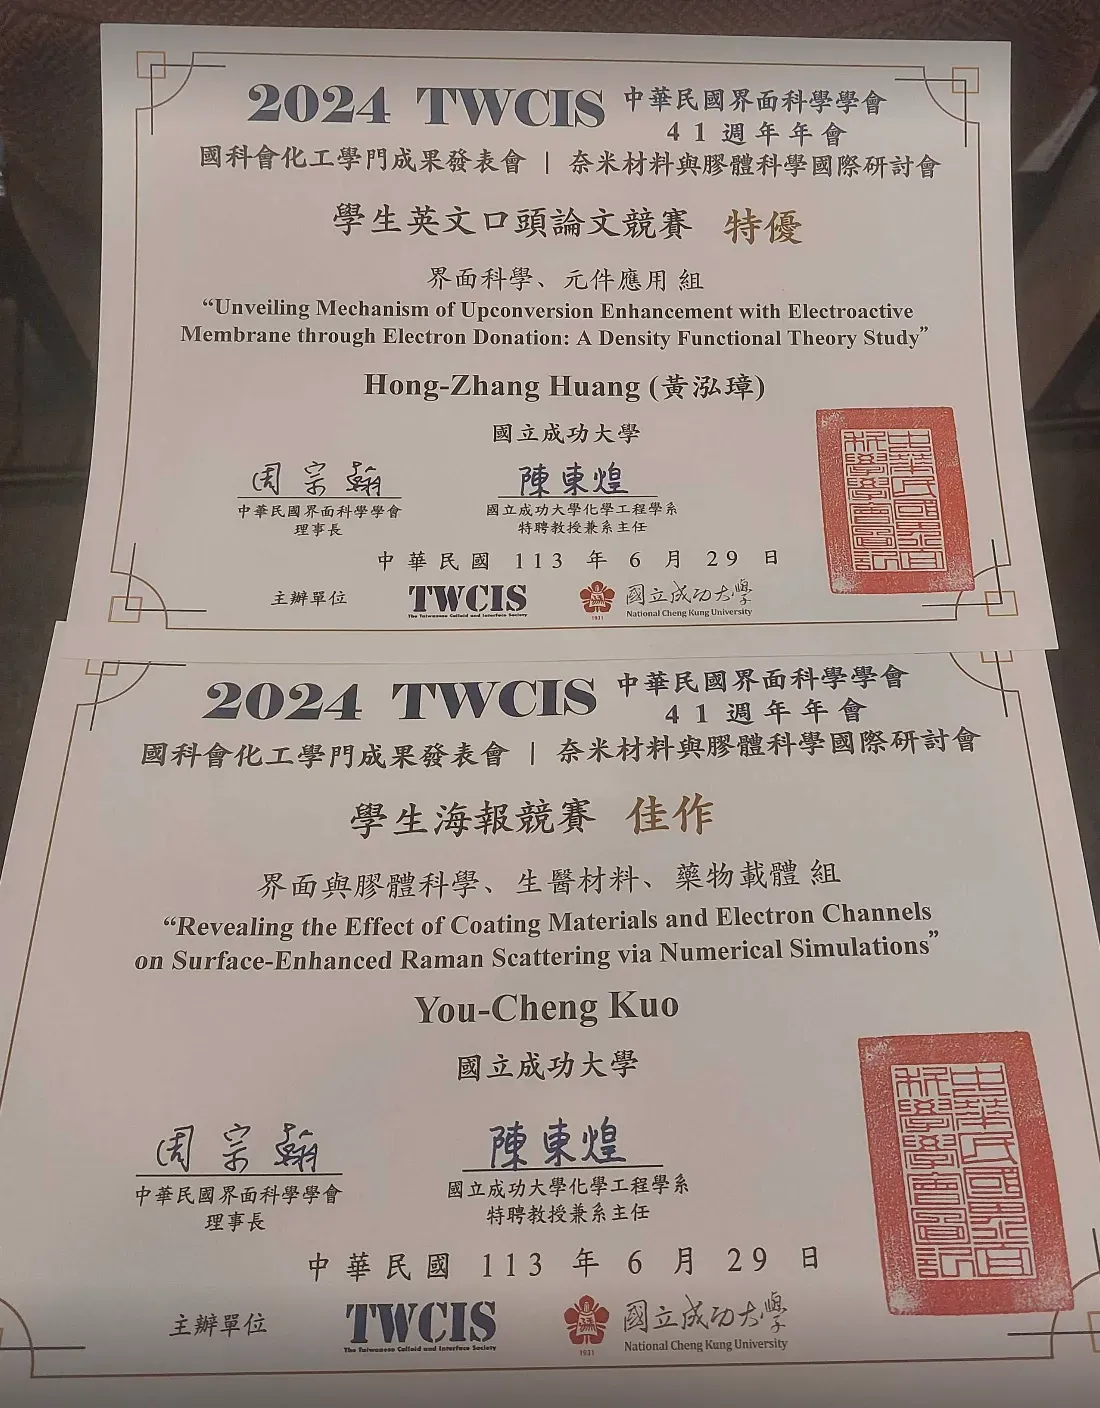 2024 TWCIS 中華民國界面科學學會
41週年年會
國科會化工學門成果發表會 | 奈米材料與膠體科學國際研討會
學生英文口頭論文競賽 特優
界面科學、元件應用 組
“Unveiling Mechanism of Upconversion Enhancement with Electroactive
Membrane through Electron Donation: A Density Functional Theory Study”
Hong-Zhang Huang (黃泓璋)
國立成功大學
周宗翰 陳東煌
中華民國界面科學學會 國立成功大學化學工程學系
理事長 特聘教授兼系主任
中華民國 113 年 6 月 29 日
主辦單位 TWCIS 國立成功大學
The Taiwanese Colloid and Interface Society 1931 National Cheng Kung University
2024 TWCIS 中華民國界面科學學會
41週年年會
國科會化工學門成果發表會 | 奈米材料與膠體科學國際研討會
學生海報競賽 佳作
界面與膠體科學、生醫材料、藥物載體 組
“Revealing the Effect of Coating Materials and Electron Channels
on Surface-Enhanced Raman Scattering via Numerical Simulations”
You-Cheng Kuo
國立成功大學
周宗翰 陳東煌
中華民國界面科學學會 國立成功大學化學工程學系
理事長 特聘教授兼系主任
中華民國 113 年 6 月 29 日
主辦單位 TWCIS 國立成功大學
The Taiwanese Colloid and Interface Society 1931 National Cheng Kung University